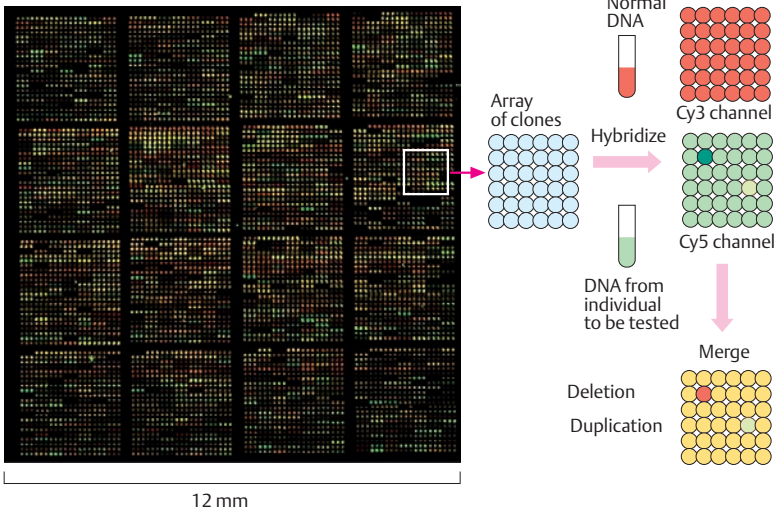 Normal
DNA
Cy3 channel
Array
of clones
Hybridize
Cy5 channel
DNA from
individual
to be tested
Merge
Deletion
Duplication
12 mm